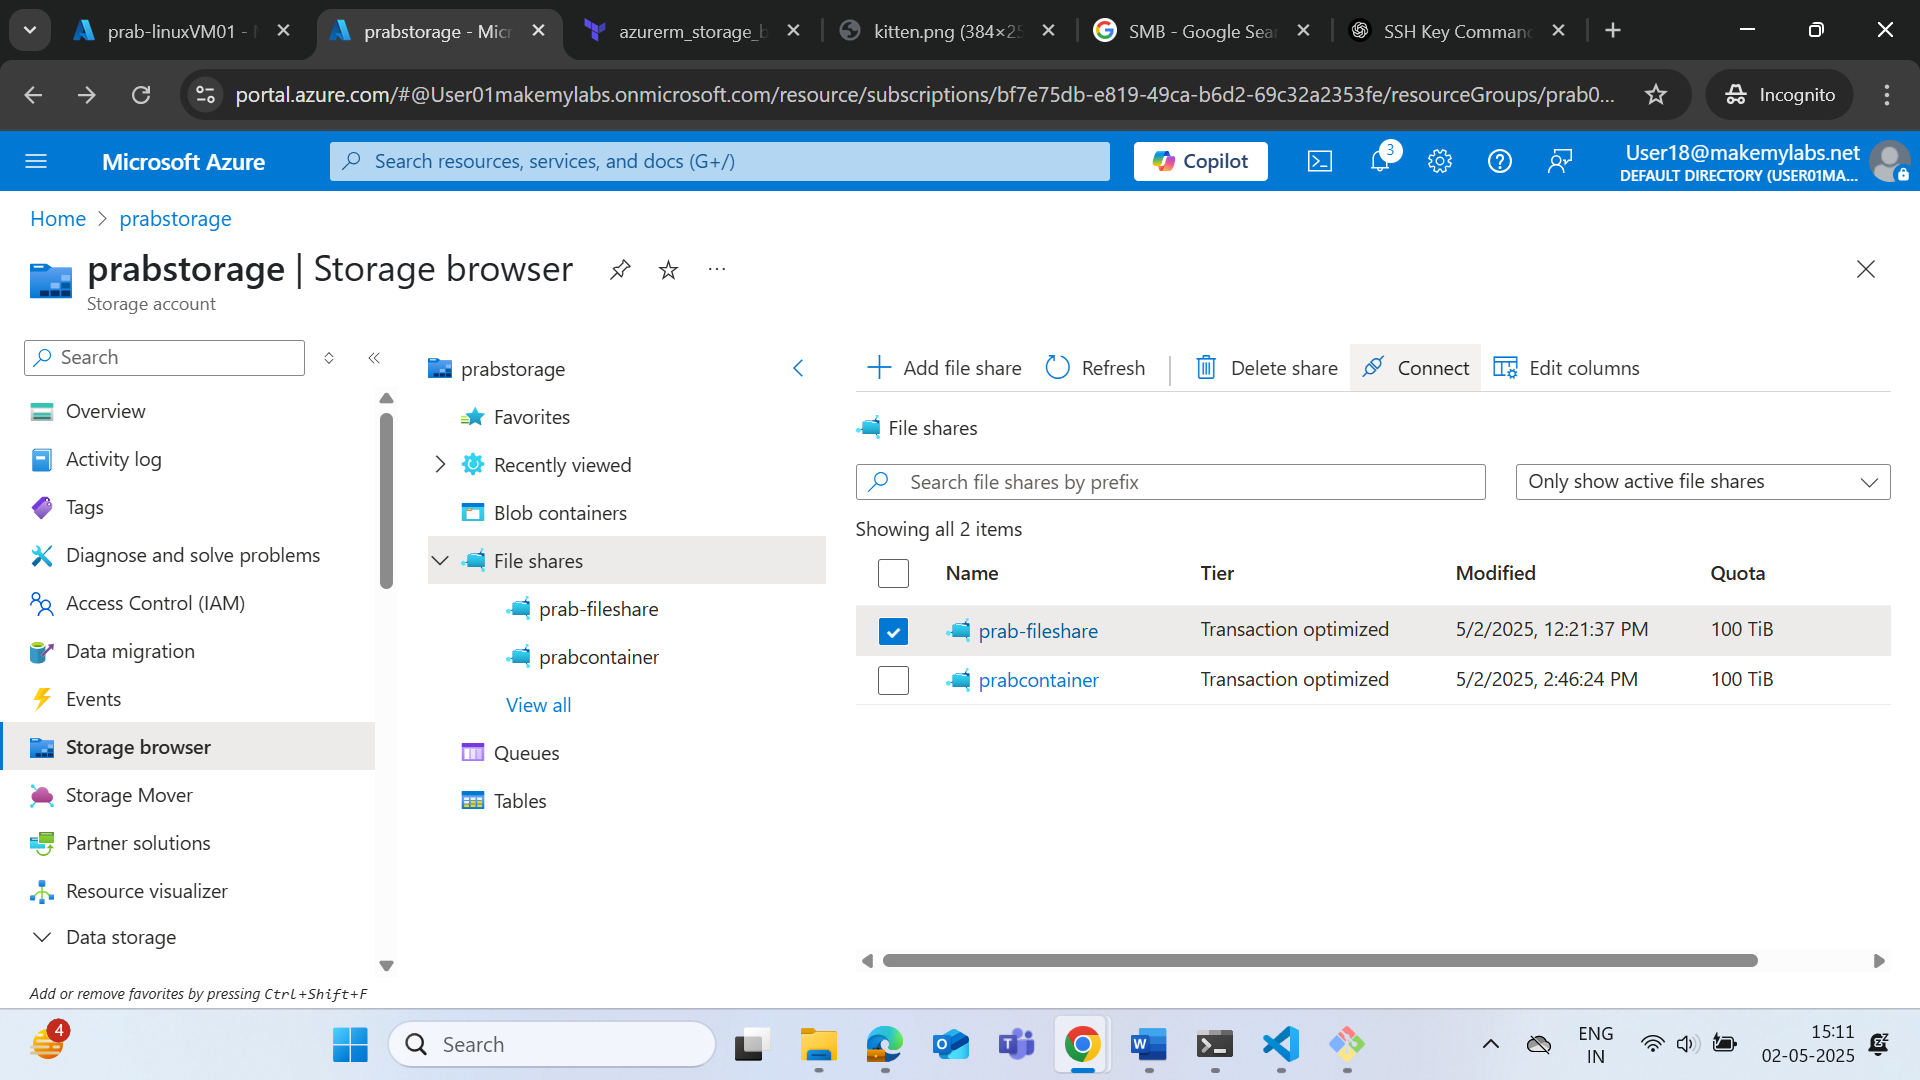 prab-linuxVM01 -
prabstorage - Micr
azurerm_storage_b
kitten.png (384×25
SMB - Google Sear
SSH Key Command
portal.azure.com/#@User01makemylabs.onmicrosoft.com/resource/subscriptions/bf7e75db-e819-49ca-b6d2-69c32a2353fe/resourceGroups/prab0...
Incognito
Microsoft Azure
Search resources, services, and docs (G+/)
Copilot
3
User18@makemylabs.net
DEFAULT DIRECTORY (USER01MA...
Home > prabstorage
prabstorage | Storage browser
Storage account
Search
Overview
Activity log
Tags
Diagnose and solve problems
Access Control (IAM)
Data migration
Events
Storage browser
Storage Mover
Partner solutions
Resource visualizer
Data storage
Add or remove favorites by pressing Ctrl+Shift+F
prabstorage
Favorites
Recently viewed
Blob containers
File shares
prab-fileshare
prabcontainer
View all
Queues
Tables
Add file share
Refresh
Delete share
Connect
Edit columns
File shares
Search file shares by prefix
Only show active file shares
Showing all 2 items
Name Tier Modified Quota
prab-fileshare Transaction optimized 5/2/2025, 12:21:37 PM 100 TiB
prabcontainer Transaction optimized 5/2/2025, 2:46:24 PM 100 TiB
4
Search
ENG
IN
15:11
02-05-2025